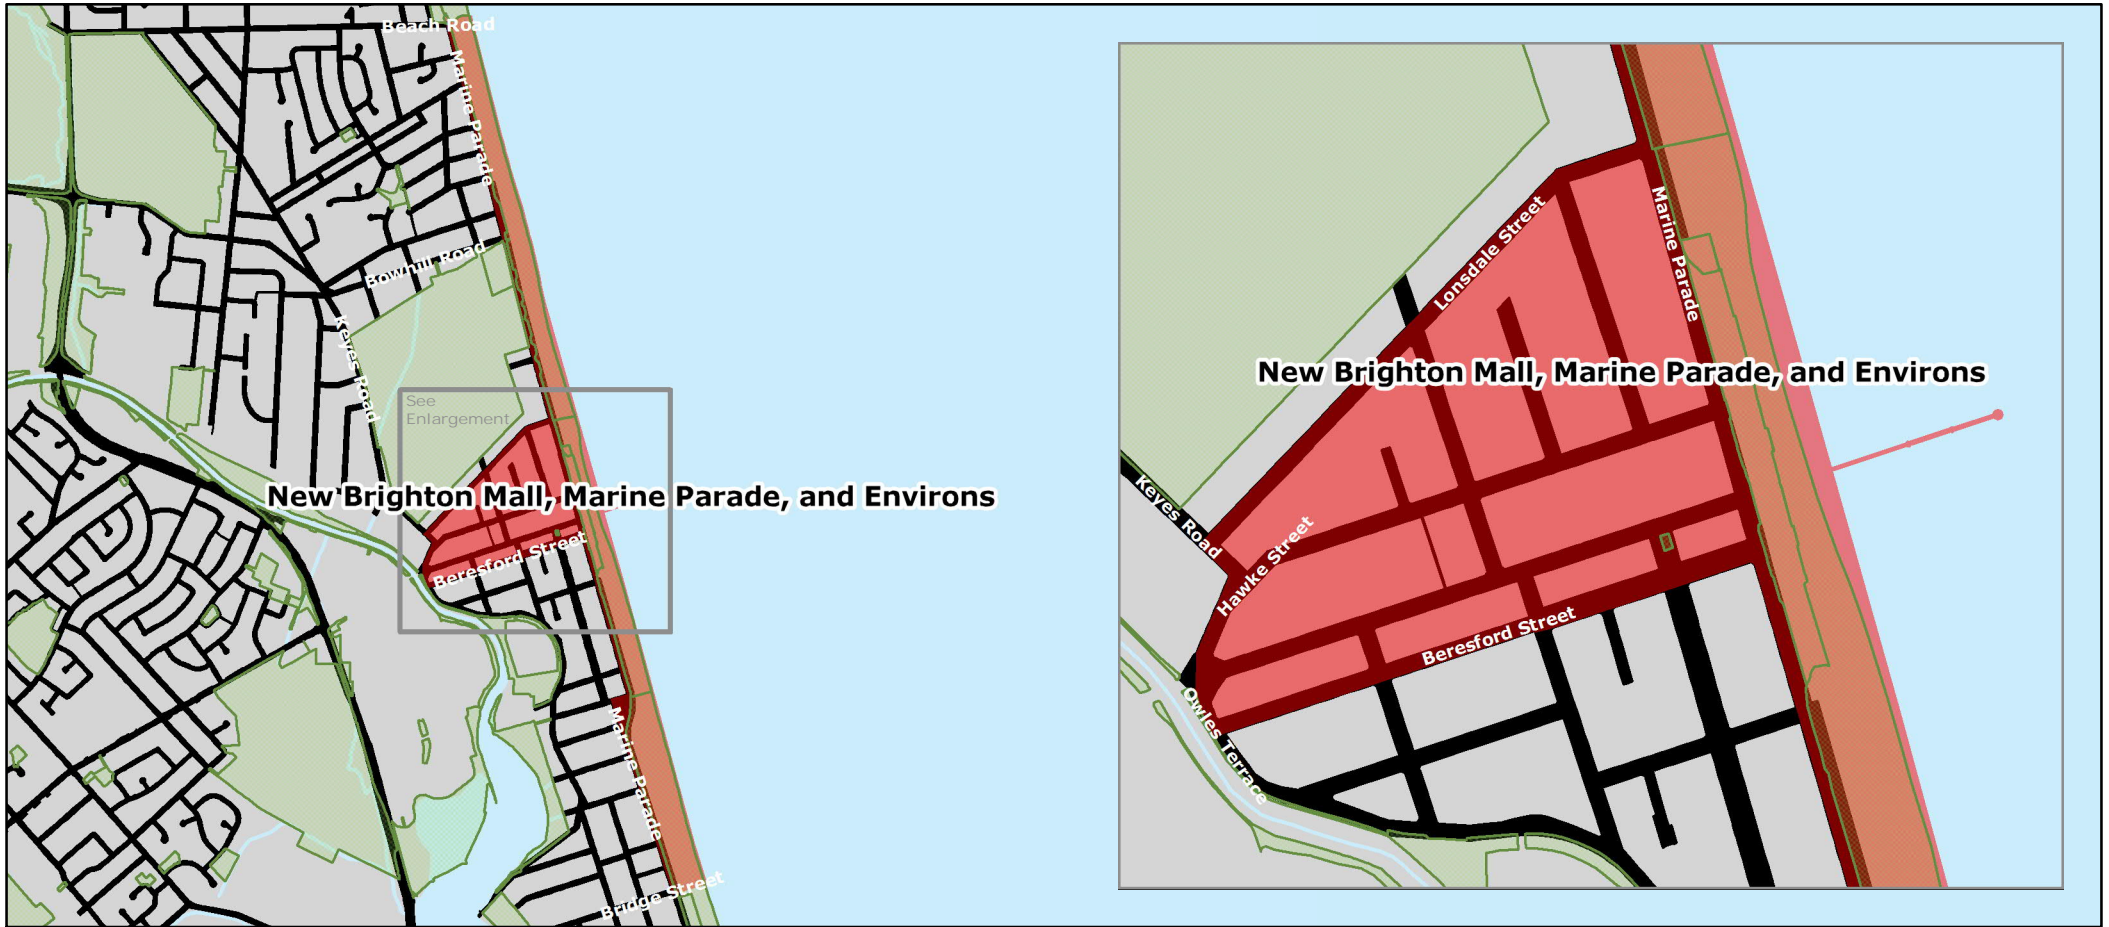 Beach Road
Marine Parade
Bowhill Road
Keyes Road
See
Enlargement
New Brighton Mall, Marine Parade, and Environs
Beresford Street
Marine Parade
Bridge Street
Lonsdale Street
Marine Parade
New Brighton Mall, Marine Parade, and Environs
Keyes Road
Hawke Street
Beresford Street
Owles Terrace